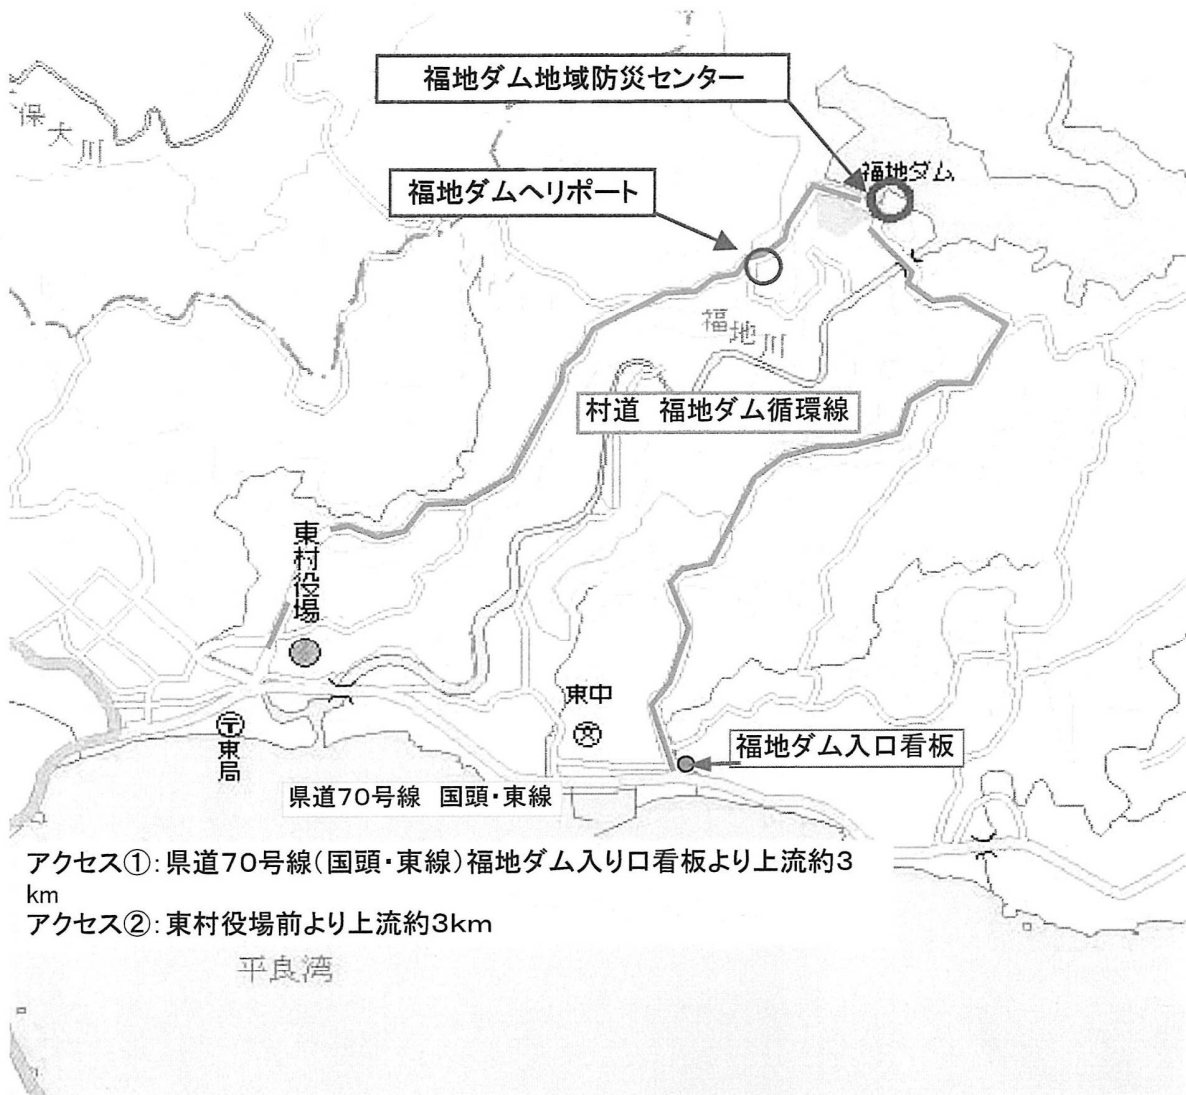 福地ダム地域防災センター
保大川
福地ダム
福地ダムヘリポート
福地川
村道　福地ダム循環線
東村役場
東中
文
福地ダム入口看板
〒
東局
県道70号線　国頭・東線
アクセス①：県道70号線（国頭・東線）福地ダム入り口看板より上流約3
km
アクセス②：東村役場前より上流約3km
平良湾